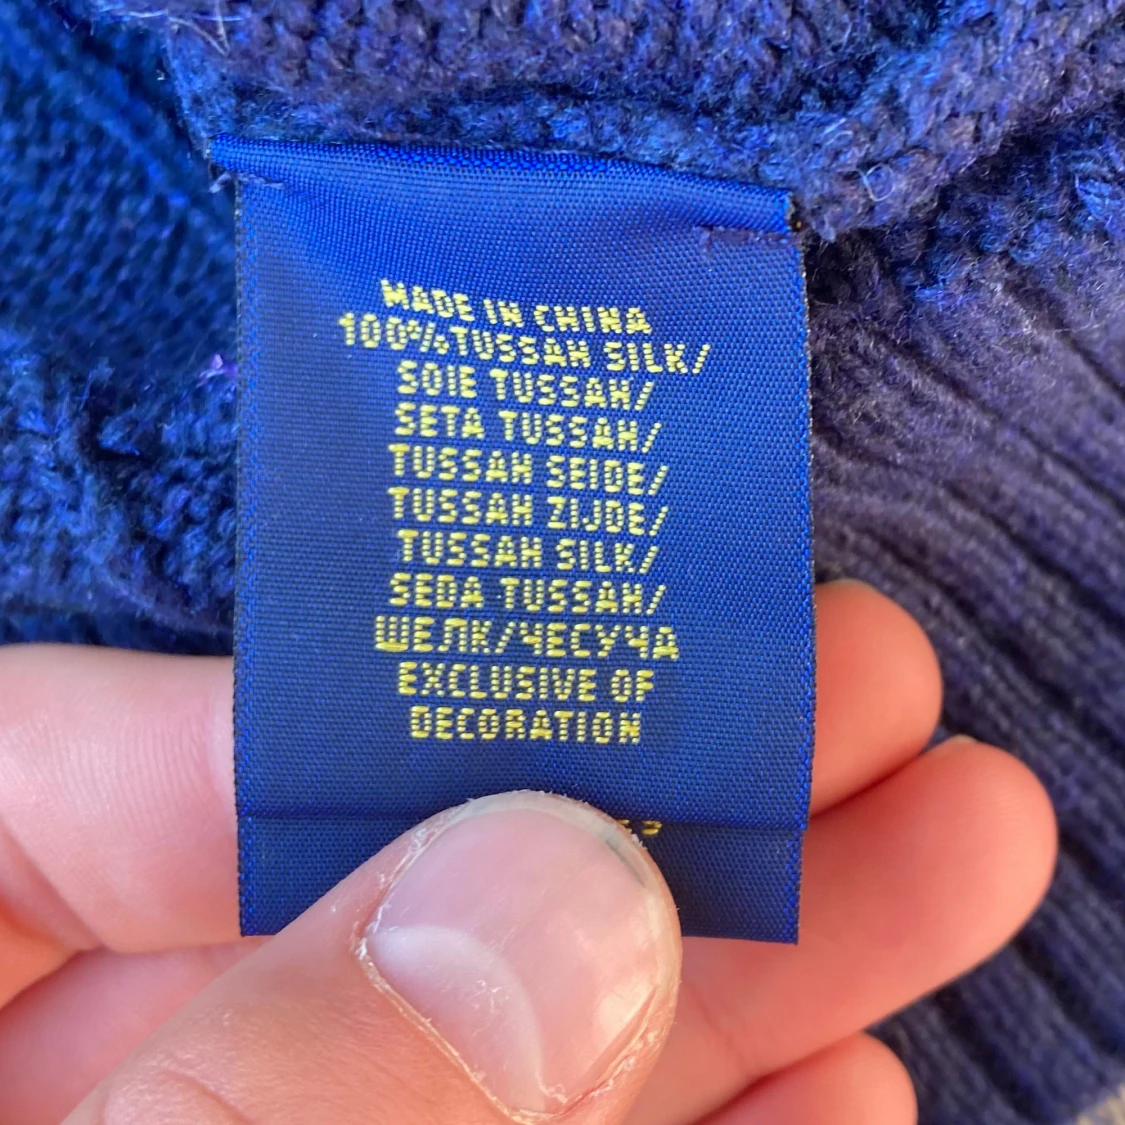 MADE IN CHINA
100%TUSSAH SILK/
SOIE TUSSAH/
SETA TUSSAH/
TUSSAH SEIDE/
TUSSAH ZIJDE/
TUSSAH SILK/
SEDA TUSSAH/
ШЕЛК/ЧЕСУЧА
EXCLUSIVE OF
DECORATION